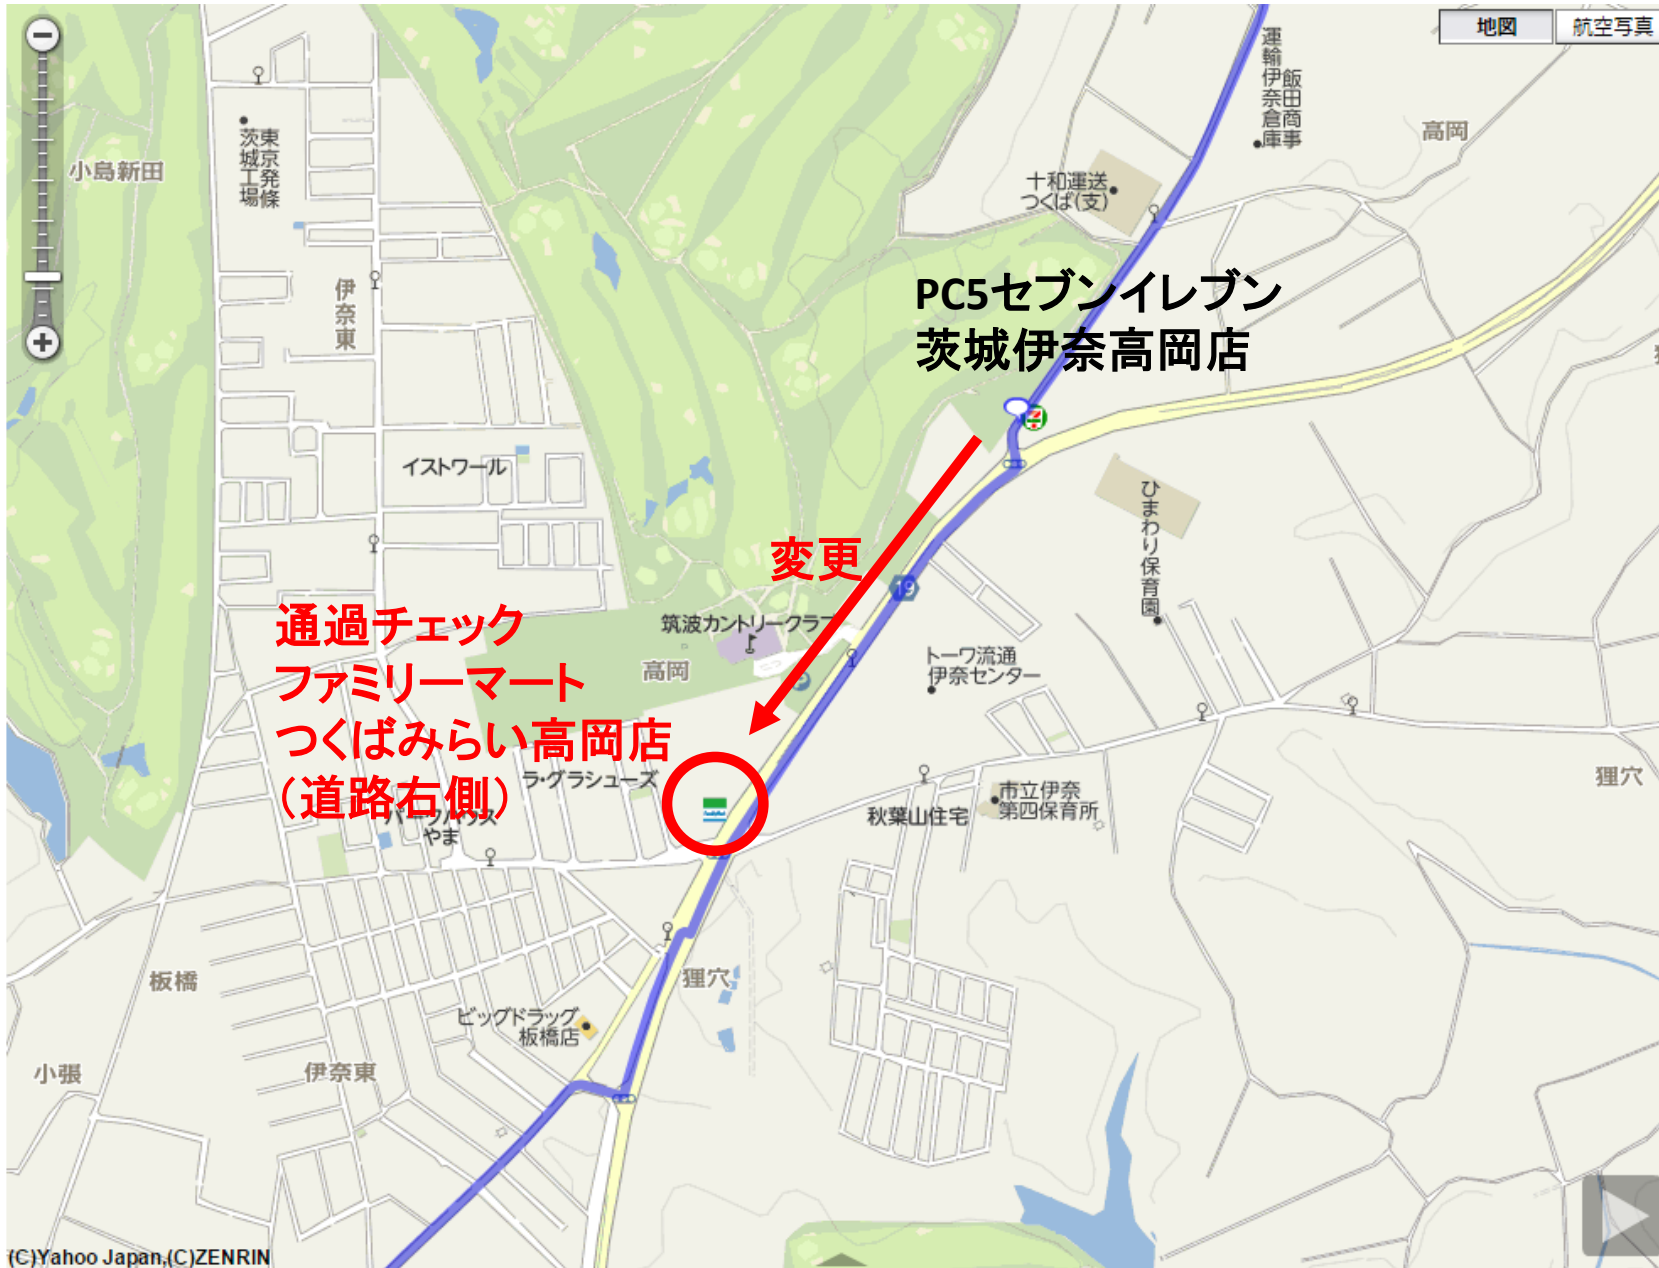 地図
航空写真
運輸伊奈倉庫
飯田商事
高岡
東京発條
茨城工場
小島新田
十和運送
つくば(支)
伊奈東
PC5セブンイレブン
茨城伊奈高岡店
イストワール
ひまわり保育園
変更
19
通過チェック
ファミリーマート
つくばみらい高岡店
(道路右側)
筑波カントリークラブ
高岡
トーワ流通
伊奈センター
ラ・グラシューズ
狸穴
市立伊奈
第四保育所
秋葉山住宅
やま
板橋
狸穴
ビッグドラッグ
板橋店
小張
伊奈東
(C)Yahoo Japan,(C)ZENRIN